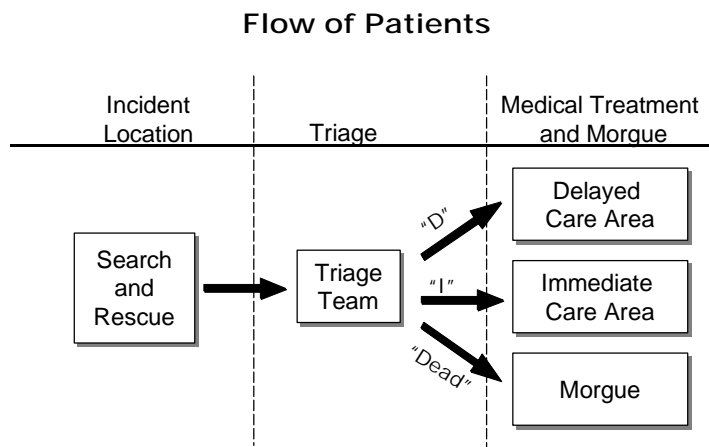 Flow of Patients
Incident
Location
Triage
Medical Treatment
and Morgue
Search
and
Rescue
Triage
Team
"D"
"I"
"Dead"
Delayed
Care Area
Immediate
Care Area
Morgue